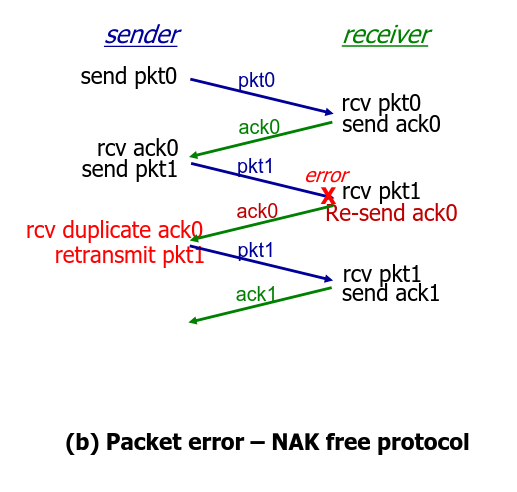 sender
receiver
send pkt0
pkt0
rcv pkt0
send ack0
ack0
rcv ack0
send pkt1
pkt1
error
X
rcv pkt1
Re-send ack0
ack0
rcv duplicate ack0
retransmit pkt1
pkt1
rcv pkt1
send ack1
ack1
(b) Packet error – NAK free protocol